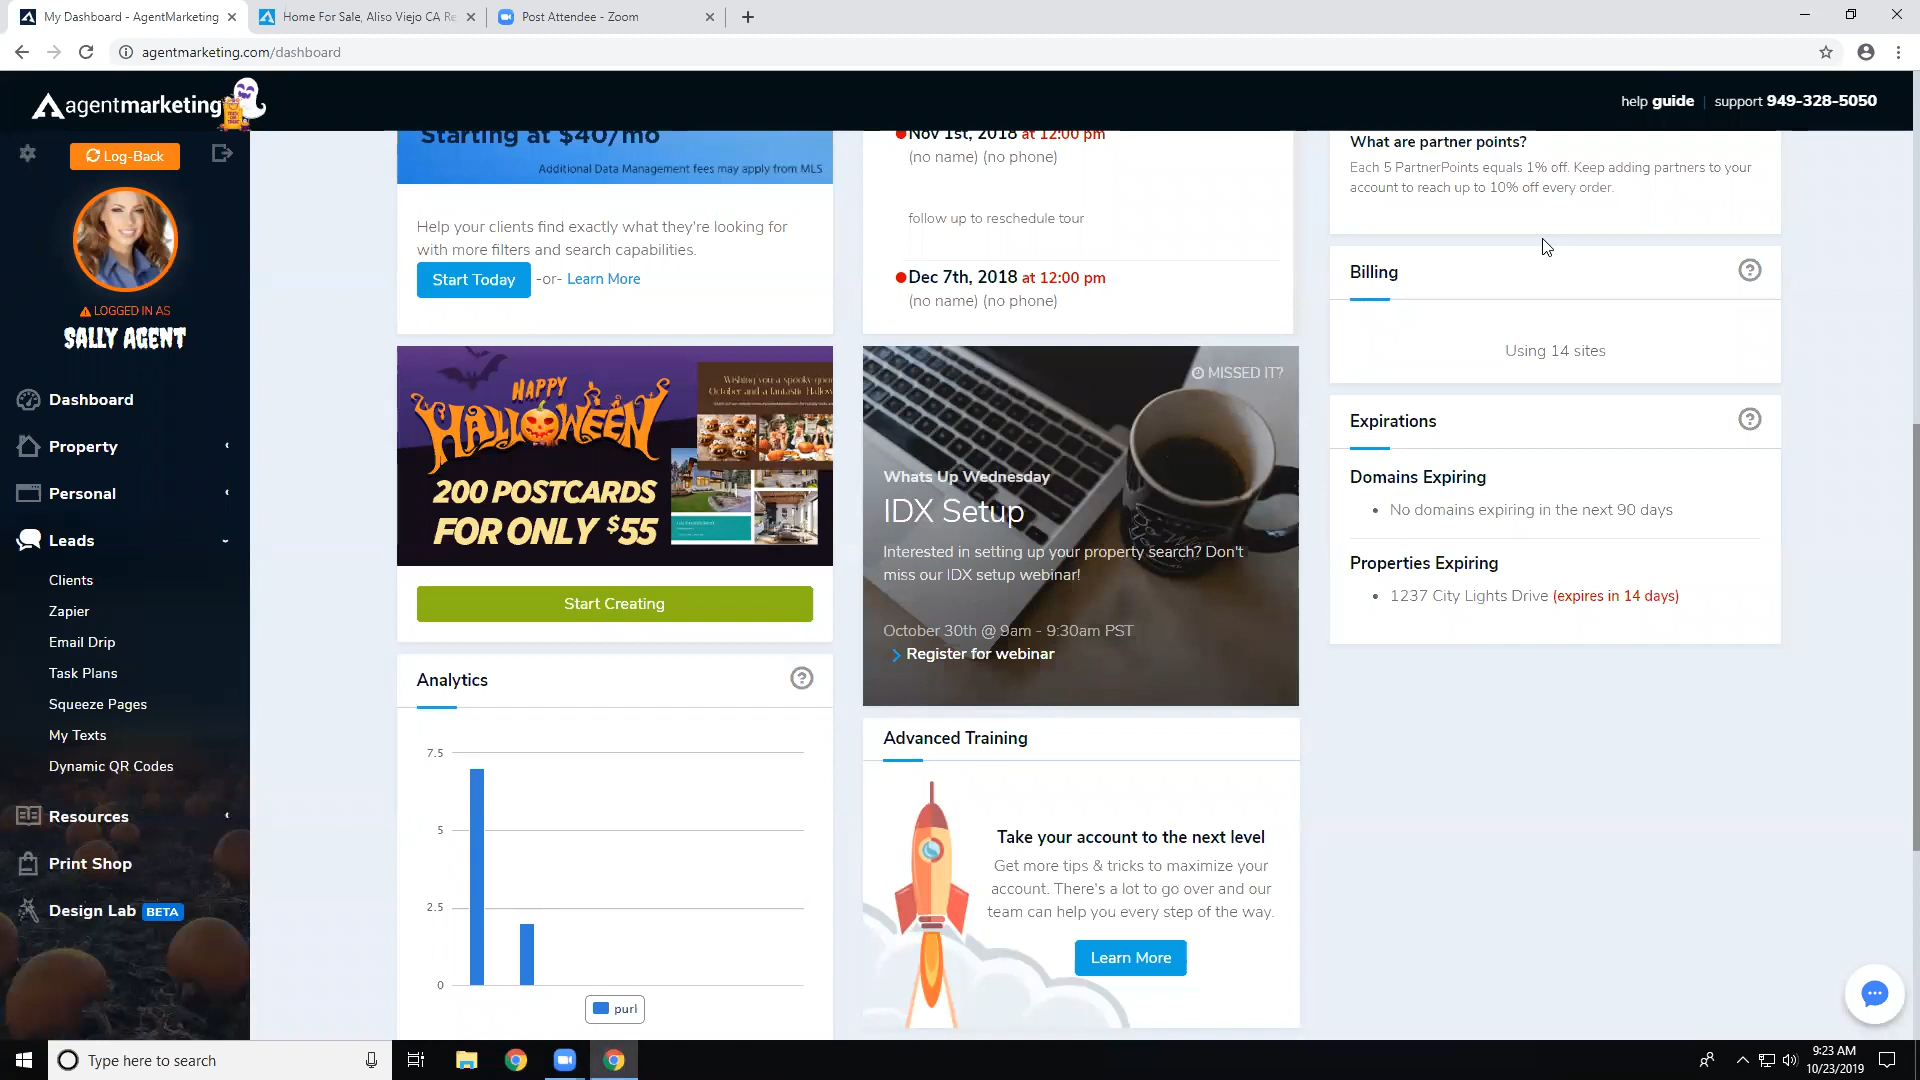 My Dashboard - AgentMarketing
Home For Sale, Aliso Viejo CA Re
Post Attendee - Zoom
agentmarketing.com/dashboard
agentmarketing
help guide | support 949-328-5050
Log-Back
LOGGED IN AS
SALLY AGENT
Dashboard
Property
Personal
Leads
Clients
Zapier
Email Drip
Task Plans
Squeeze Pages
My Texts
Dynamic QR Codes
Resources
Print Shop
Design Lab BETA
Starting at $40/mo
Additional Data Management fees may apply from MLS
Help your clients find exactly what they're looking for
with more filters and search capabilities.
Start Today -or- Learn More
HAPPY
HALLOWEEN
200 POSTCARDS
FOR ONLY $55
Wishing you a spooky-good
October and a fantastic Hallow
Start Creating
Analytics
7.5
5
2.5
0
purl
Nov 1st, 2018 at 12:00 pm
(no name) (no phone)
follow up to reschedule tour
Dec 7th, 2018 at 12:00 pm
(no name) (no phone)
MISSED IT?
Whats Up Wednesday
IDX Setup
Interested in setting up your property search? Don't
miss our IDX setup webinar!
October 30th @ 9am - 9:30am PST
Register for webinar
Advanced Training
Take your account to the next level
Get more tips & tricks to maximize your
account. There's a lot to go over and our
team can help you every step of the way.
Learn More
What are partner points?
Each 5 PartnerPoints equals 1% off. Keep adding partners to your
account to reach up to 10% off every order.
Billing
Using 14 sites
Expirations
Domains Expiring
No domains expiring in the next 90 days
Properties Expiring
1237 City Lights Drive (expires in 14 days)
Type here to search
9:23 AM
10/23/2019